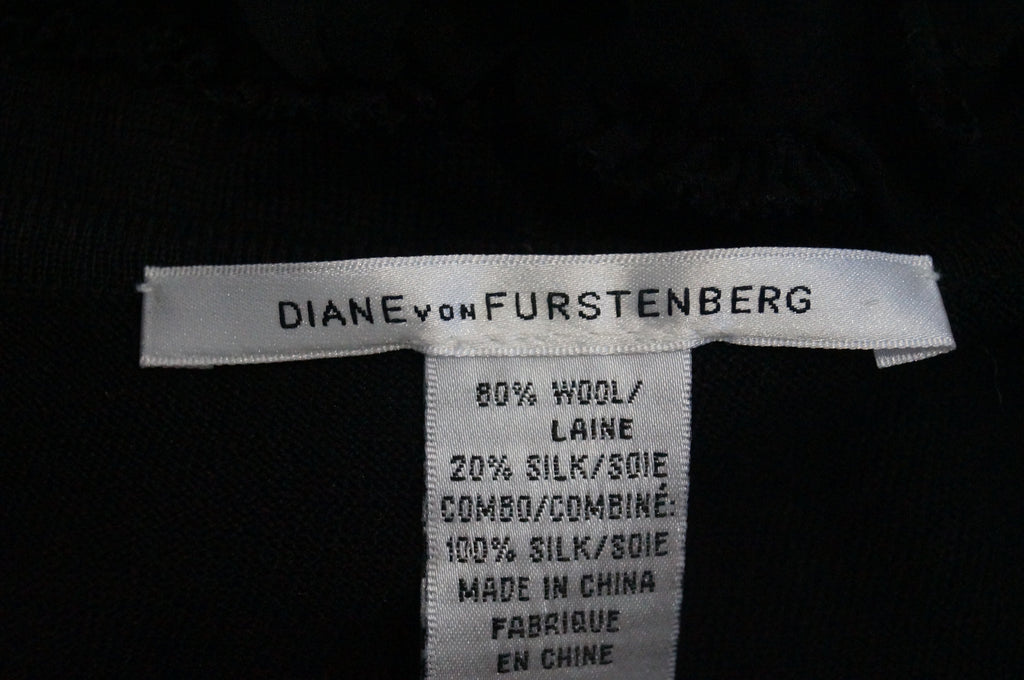 DIANE VON FURSTENBERG
80% WOOL/
LAINE
20% SILK/SOIE
COMBO/COMBINÉ:
100% SILK/SOIE
MADE IN CHINA
FABRIQUE
EN CHINE